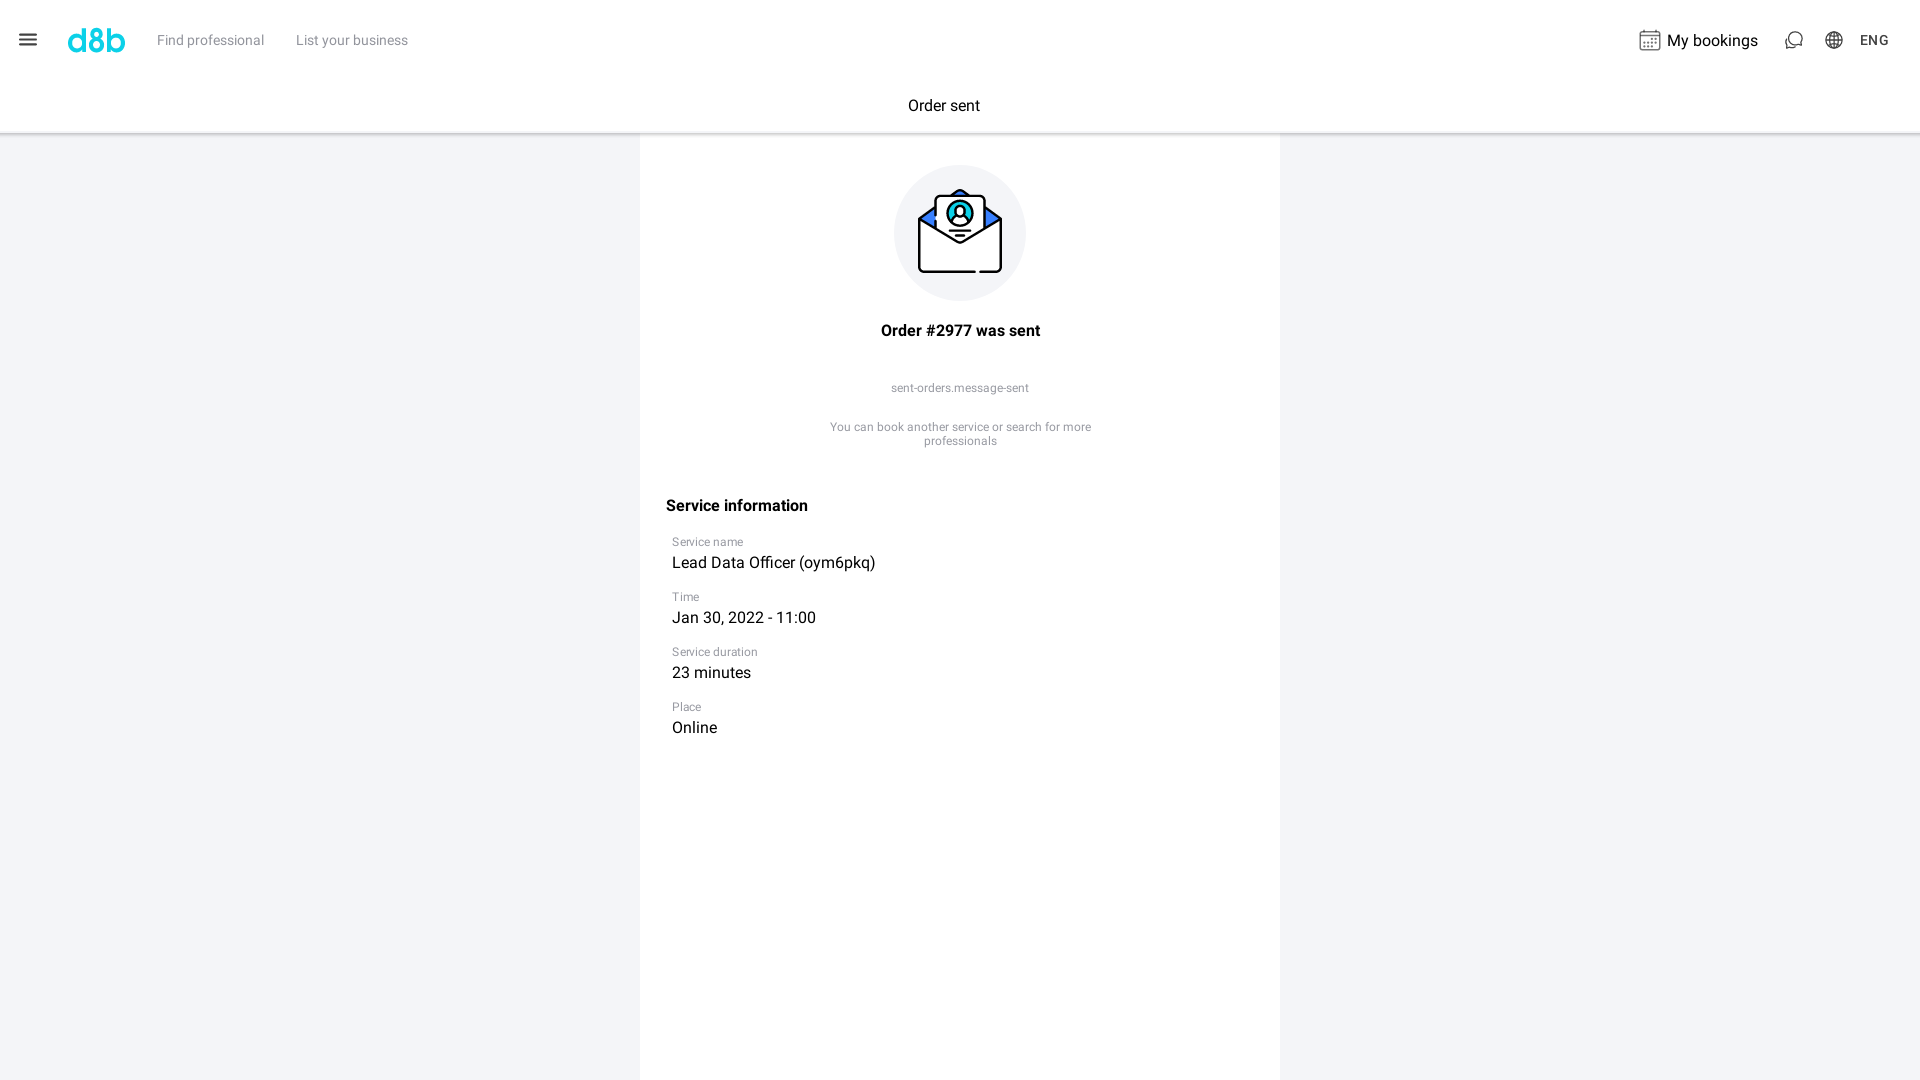 d8b
Find professional
List your business
My bookings
ENG
Order sent
Order #2977 was sent
sent-orders.message-sent
You can book another service or search for more
professionals
Service information
Service name
Lead Data Officer (oym6pkq)
Time
Jan 30, 2022 - 11:00
Service duration
23 minutes
Place
Online